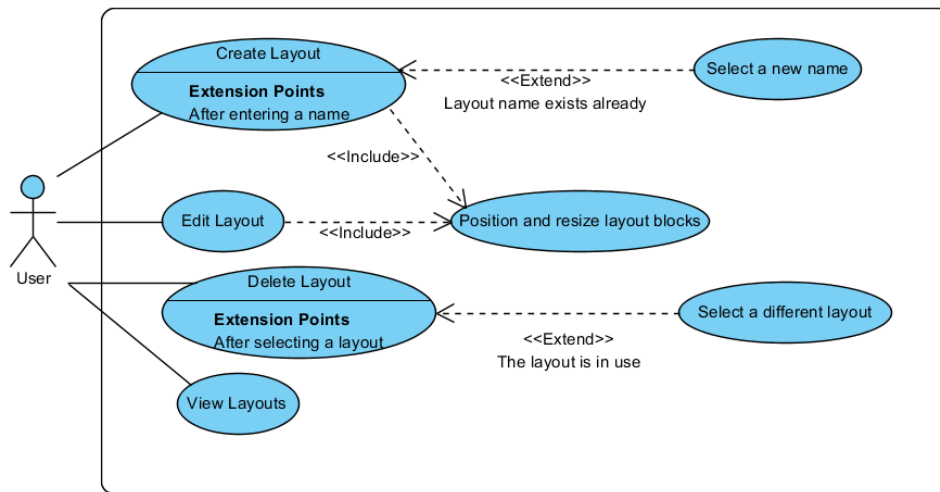 Create Layout
Extension Points
After entering a name
<<Extend>>
Layout name exists already
Select a new name
<<Include>>
User
Edit Layout
<<Include>>
Position and resize layout blocks
Delete Layout
Extension Points
After selecting a layout
<<Extend>>
The layout is in use
Select a different layout
View Layouts